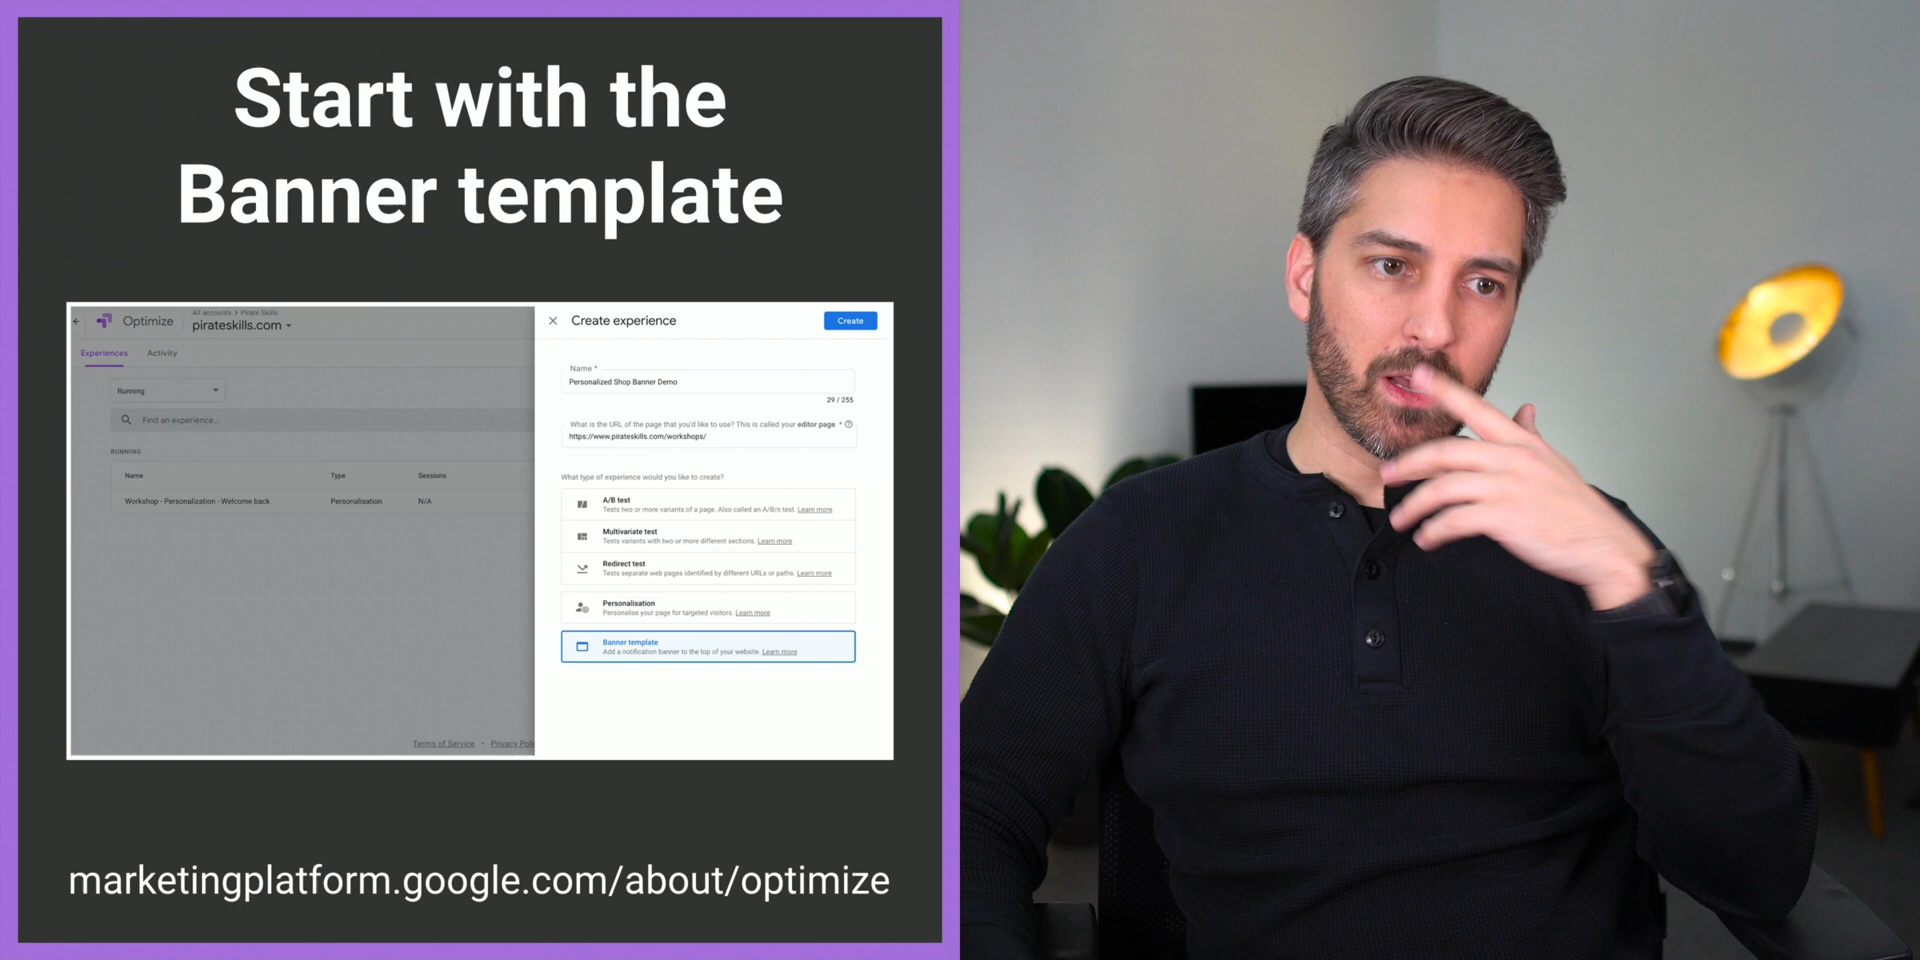 Start with the
Banner template
Optimize
All accounts > Pirate Skills
pirateskills.com
Experiences
Activity
Running
Find an experience...
RUNNING
Name
Type
Sessions
Workshop - Personalization - Welcome back
Personalisation
N/A
Terms of Service
•
Privacy Poli
Create experience
Create
Name *
Personalized Shop Banner Demo
29 / 255
What is the URL of the page that you'd like to use? This is called your editor page. *
https://www.pirateskills.com/workshops/
What type of experience would you like to create?
A/B test
Tests two or more variants of a page. Also called an A/B/n test. Learn more
Multivariate test
Tests variants with two or more different sections. Learn more
Redirect test
Tests separate web pages identified by different URLs or paths. Learn more
Personalisation
Personalise your page for targeted visitors. Learn more
Banner template
Add a notification banner to the top of your website. Learn more
marketingplatform.google.com/about/optimize